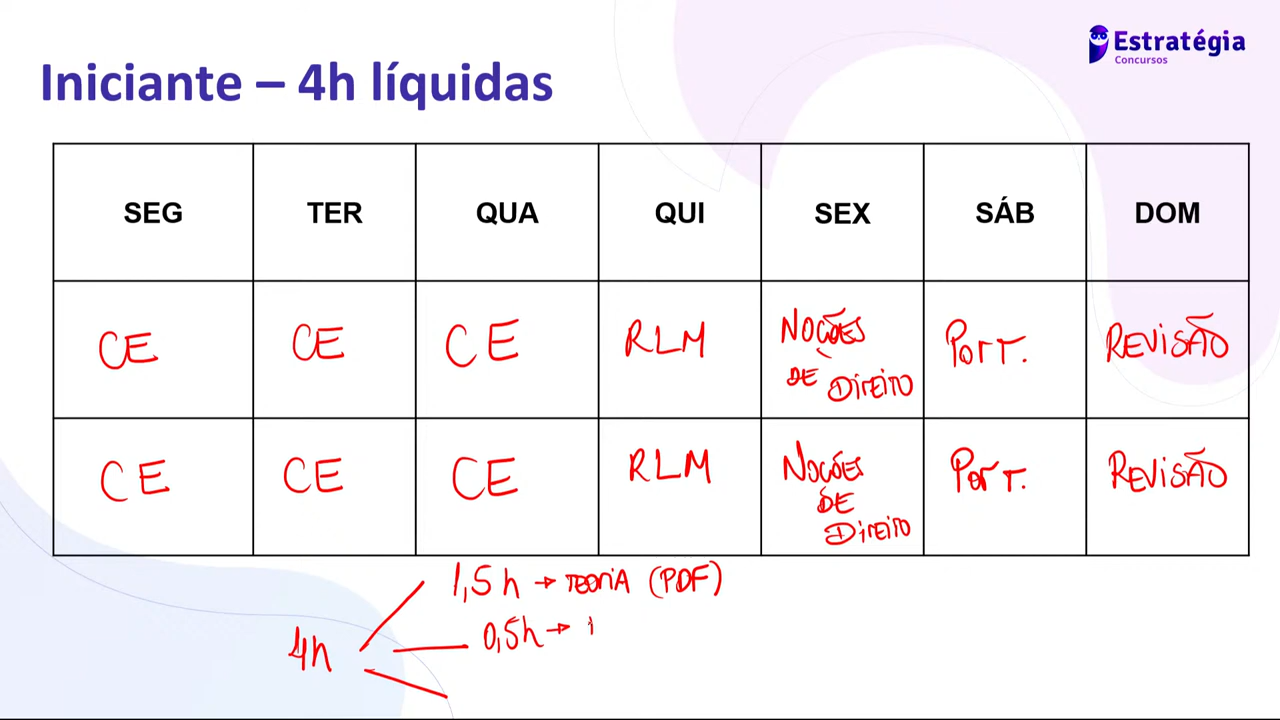 Estratégia
Concursos
Iniciante – 4h líquidas
SEG TER QUA QUI SEX SÁB DOM
CE CE CE RLM NOÇÕES DE DIREITO PORT. REVISÃO
CE CE CE RLM NOÇÕES DE DIREITO PORT. REVISÃO
1,5h → TEORIA (PDF)
4h
0,5h →